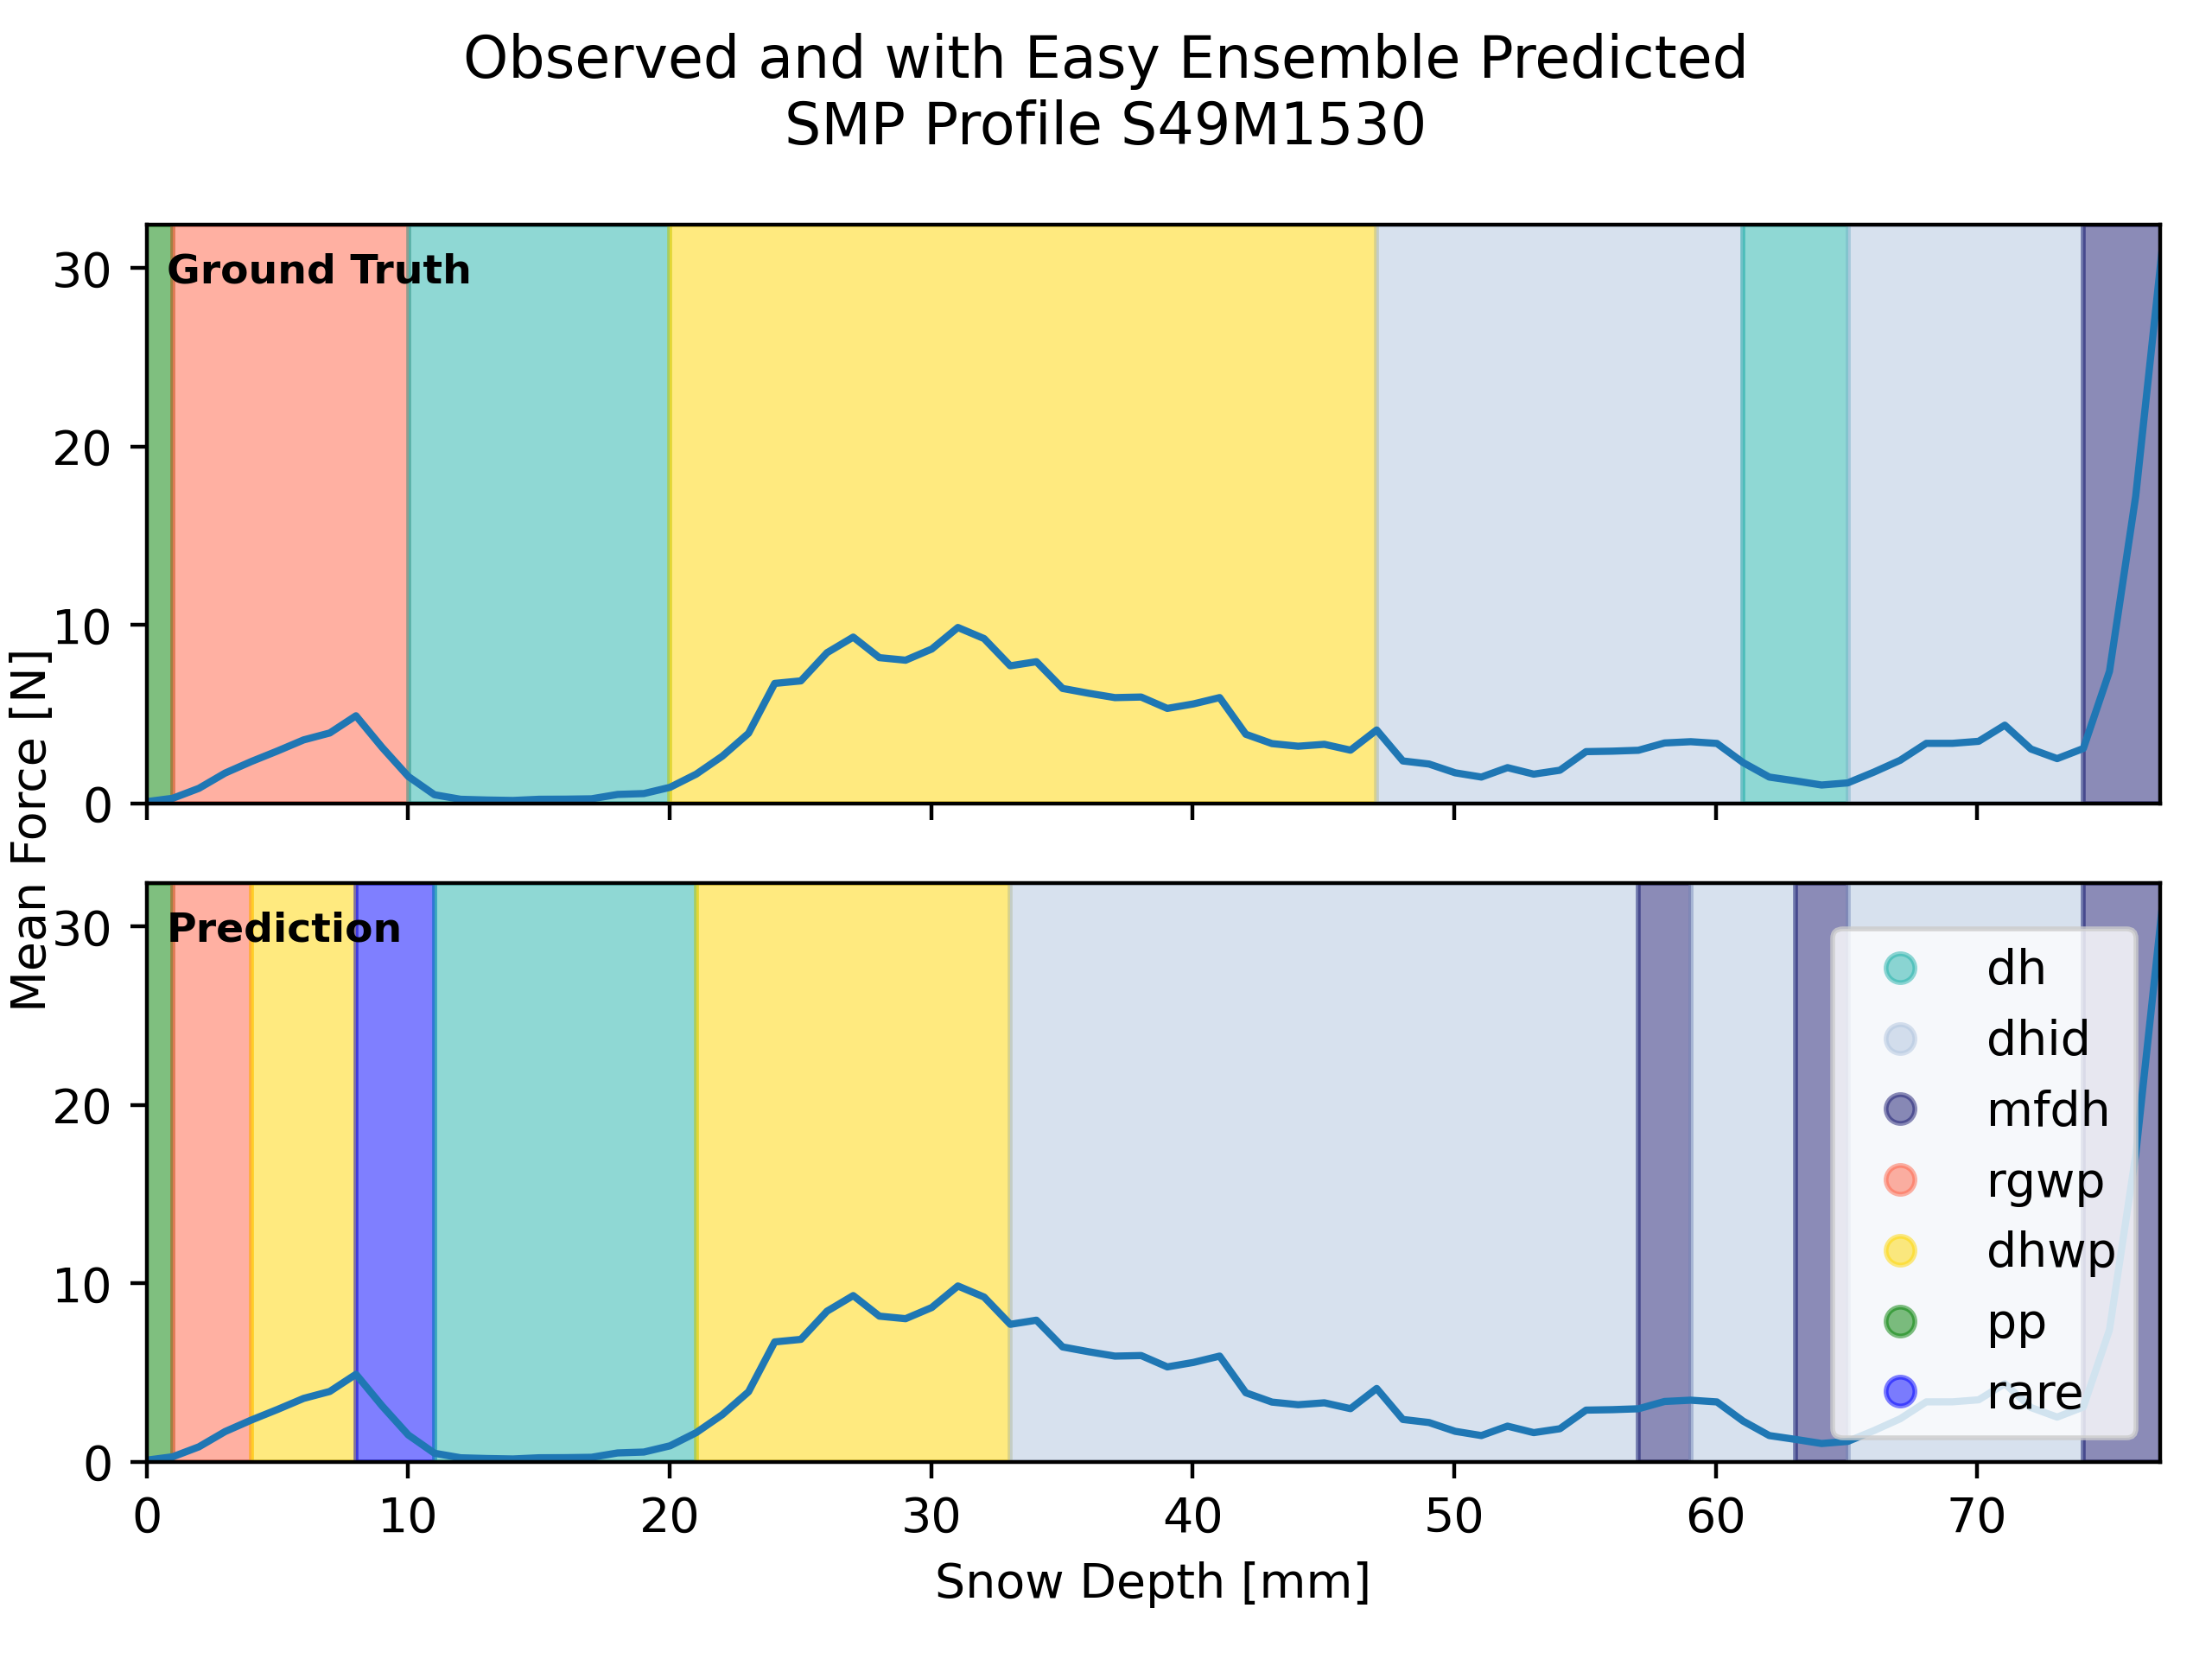 Observed and with Easy Ensemble Predicted
SMP Profile S49M1530
Ground Truth
30
20
10
0
Mean Force [N]
Prediction
30
20
10
0
dh
dhid
mfdh
rgwp
dhwp
pp
rare
0 10 20 30 40 50 60 70
Snow Depth [mm]